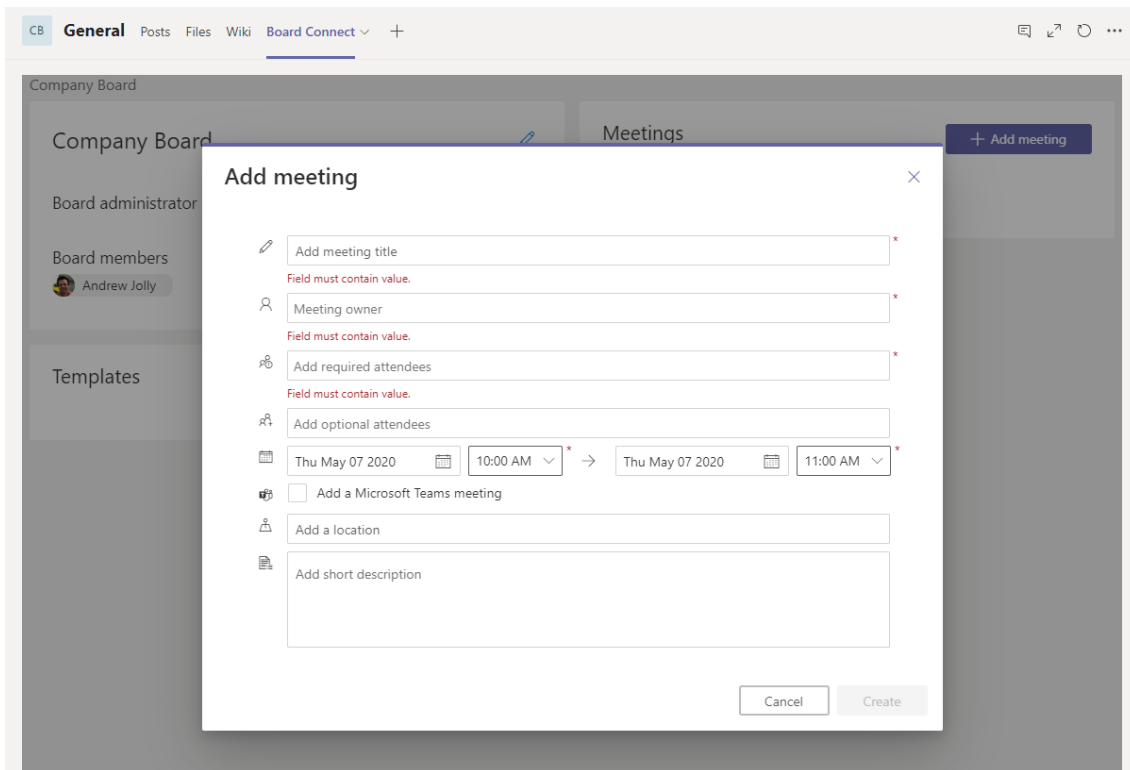 CB General Posts Files Wiki Board Connect
Company Board
Company Board
Meetings
+ Add meeting
Board administrator
Board members
Andrew Jolly
Templates
Add meeting
Add meeting title *
Field must contain value.
Meeting owner *
Field must contain value.
Add required attendees *
Field must contain value.
Add optional attendees
Thu May 07 2020 10:00 AM * → Thu May 07 2020 11:00 AM *
Add a Microsoft Teams meeting
Add a location
Add short description
Cancel Create